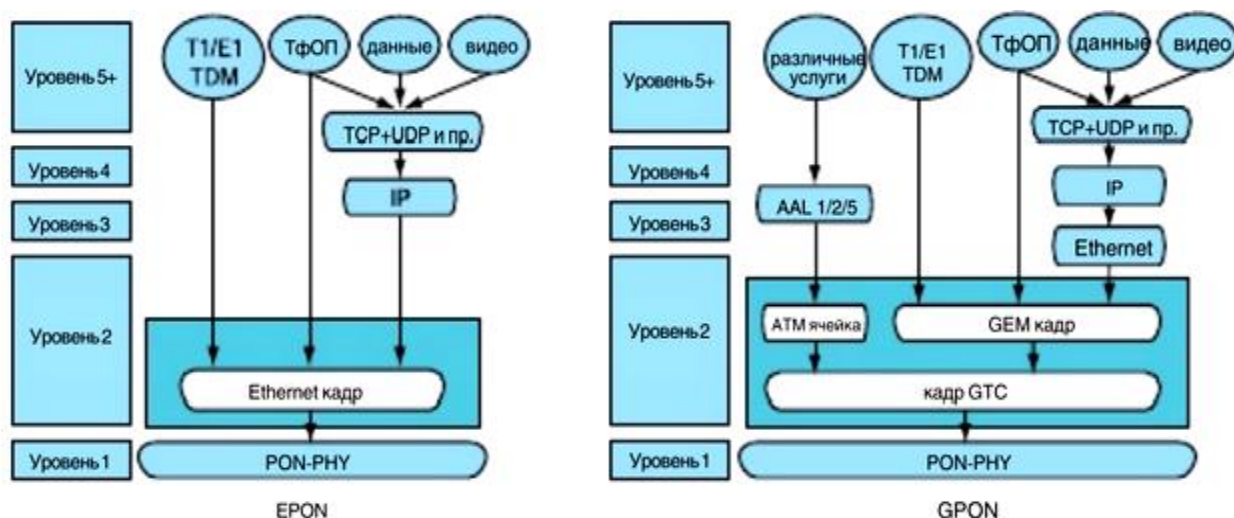 Уровень 5+
Уровень 4
Уровень 3
Уровень 2
Уровень 1
T1/E1
TDM
ТфОП
данные
видео
TCP+UDP и пр.
IP
Ethernet кадр
PON-PHY
EPON
Уровень 5+
Уровень 4
Уровень 3
Уровень 2
Уровень 1
различные
услуги
T1/E1
TDM
ТфОП
данные
видео
TCP+UDP и пр.
IP
AAL 1/2/5
Ethernet
АТМ ячейка
GEM кадр
кадр GTC
PON-PHY
GPON